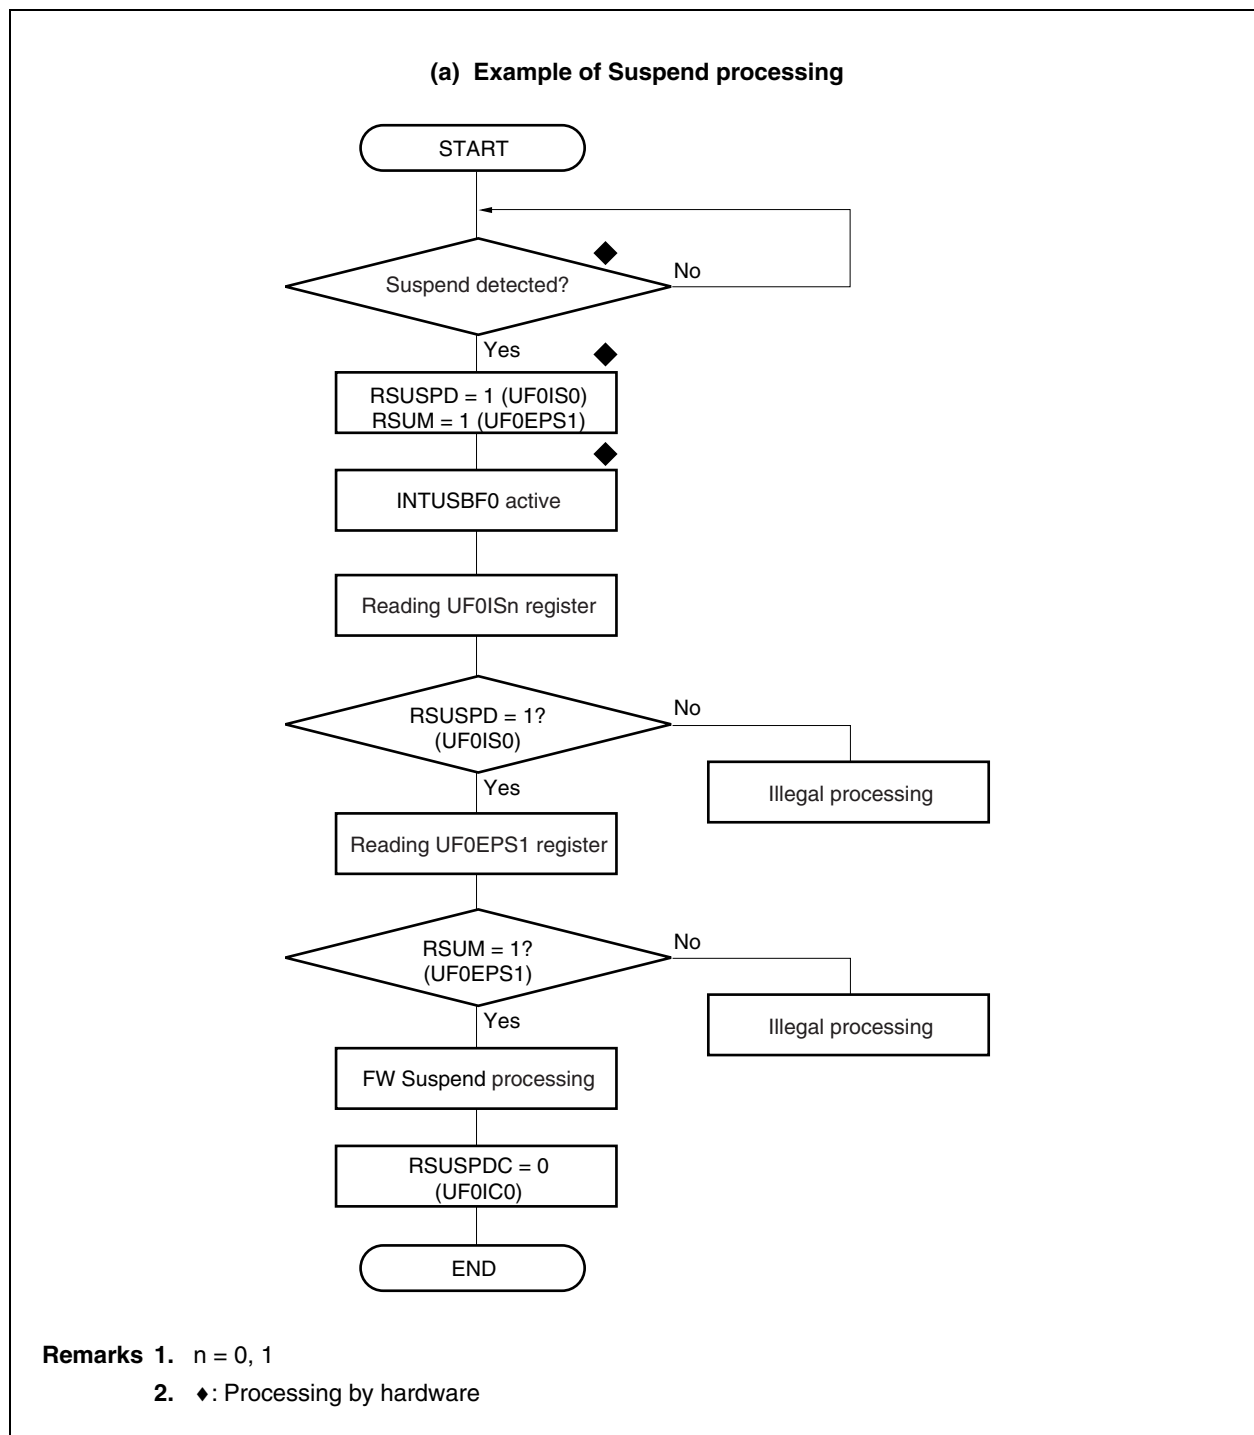 (a) Example of Suspend processing
START
Suspend detected?
No
Yes
RSUSPD = 1 (UF0IS0)
RSUM = 1 (UF0EPS1)
INTUSBF0 active
Reading UF0ISn register
RSUSPD = 1?
(UF0IS0)
No
Illegal processing
Yes
Reading UF0EPS1 register
RSUM = 1?
(UF0EPS1)
No
Illegal processing
Yes
FW Suspend processing
RSUSPDC = 0
(UF0IC0)
END
Remarks 1. n = 0, 1
2. ♦: Processing by hardware